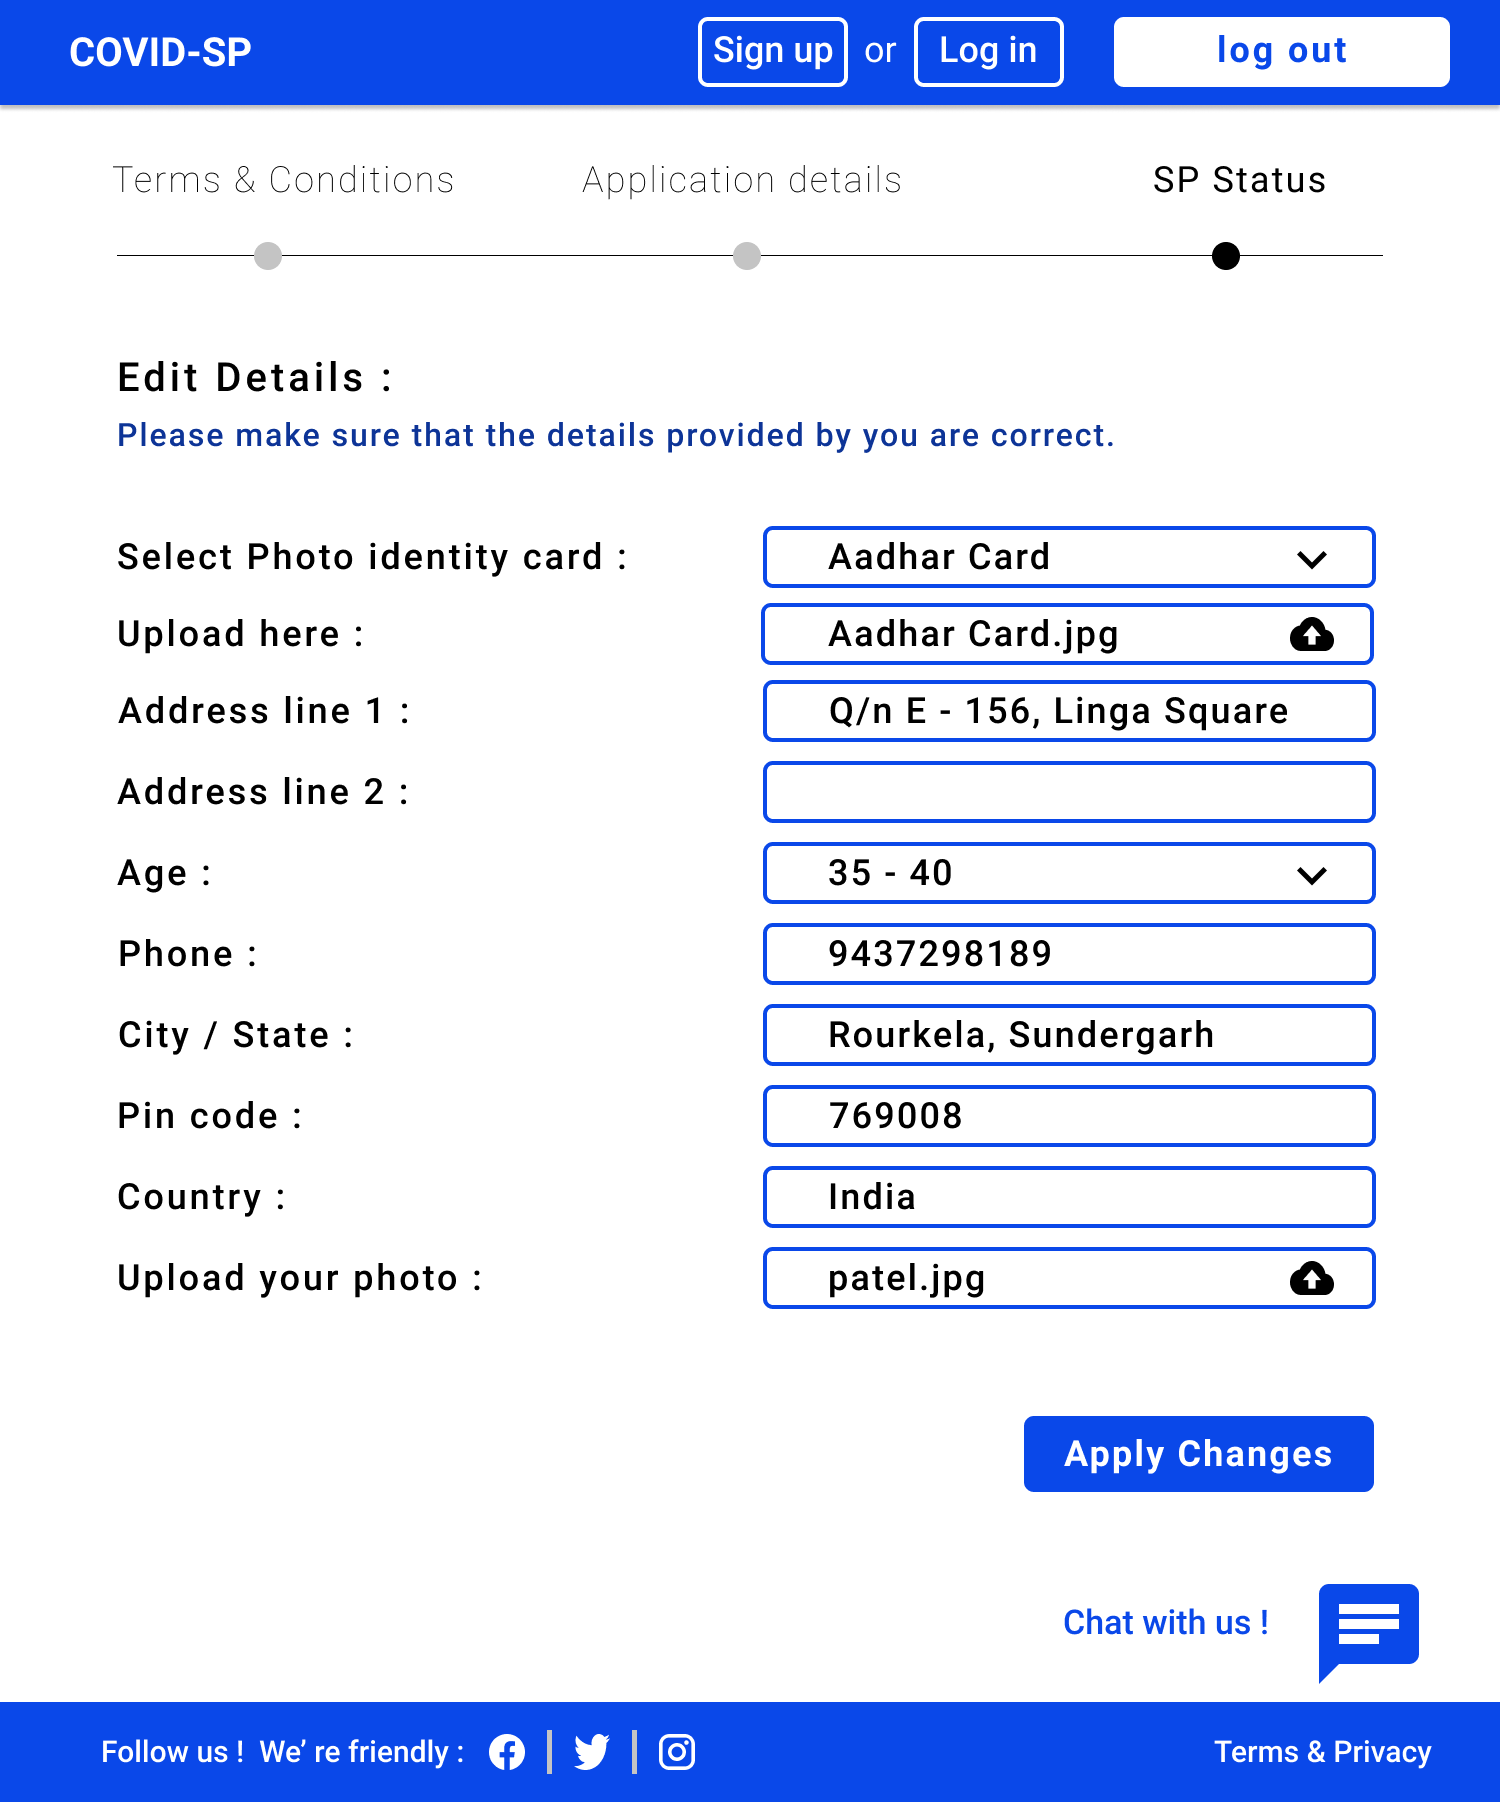 COVID-SP
Sign up or Log in log out
Terms & Conditions Application details SP Status
Edit Details :
Please make sure that the details provided by you are correct.
Select Photo identity card : Aadhar Card
Upload here : Aadhar Card.jpg
Address line 1 : Q/n E - 156, Linga Square
Address line 2 :
Age : 35 - 40
Phone : 9437298189
City / State : Rourkela, Sundergarh
Pin code : 769008
Country : India
Upload your photo : patel.jpg
Apply Changes
Chat with us !
Follow us ! We’ re friendly : Terms & Privacy